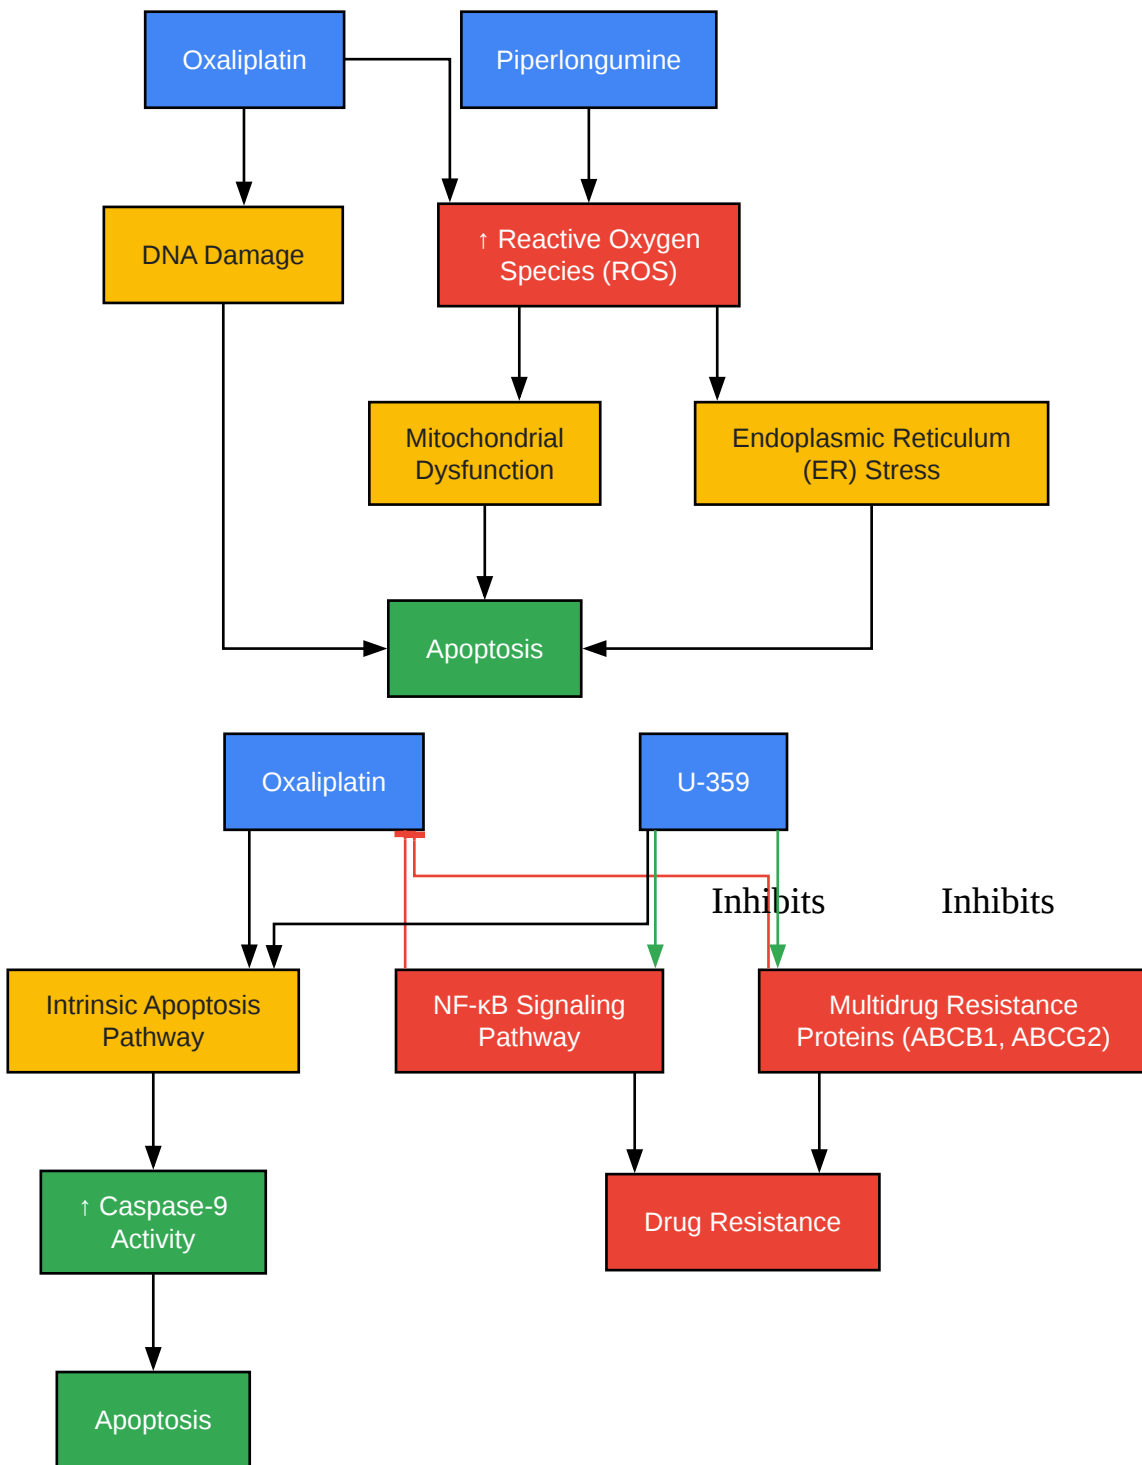 Oxaliplatin
Piperlongumine
DNA Damage
↑ Reactive Oxygen
Species (ROS)
Mitochondrial
Dysfunction
Endoplasmic Reticulum
(ER) Stress
Apoptosis
Oxaliplatin
U-359
Inhibits
Inhibits
Intrinsic Apoptosis
Pathway
NF-κB Signaling
Pathway
Multidrug Resistance
Proteins (ABCB1, ABCG2)
↑ Caspase-9
Activity
Drug Resistance
Apoptosis